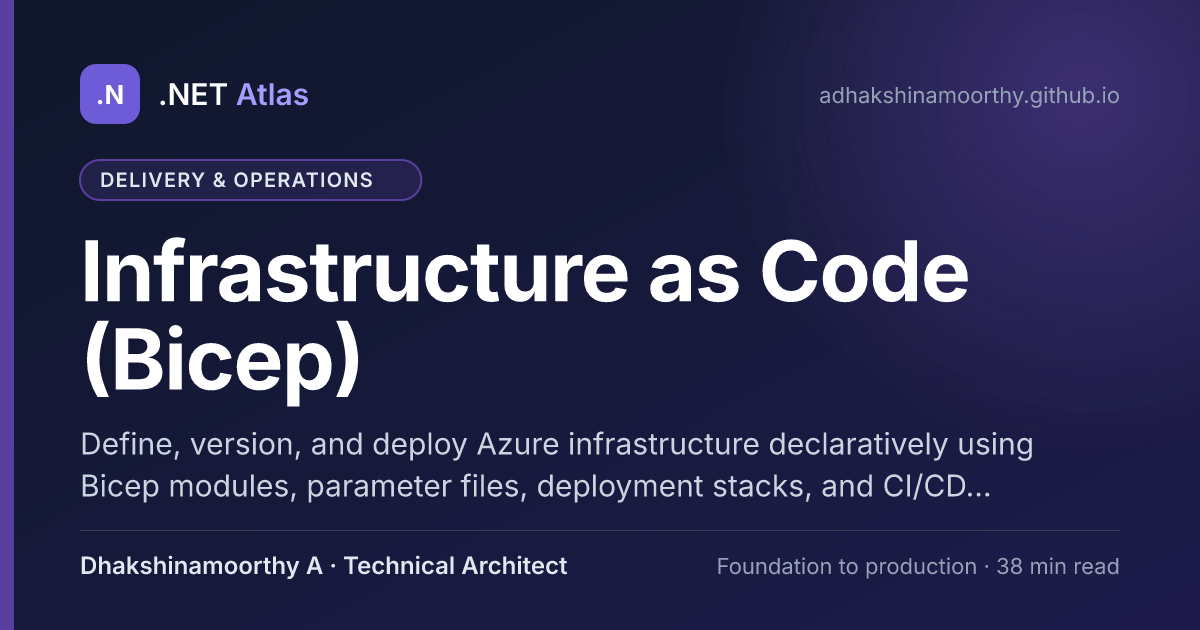 .N .NET Atlas
adhakshinamoorthy.github.io
DELIVERY & OPERATIONS
Infrastructure as Code
(Bicep)
Define, version, and deploy Azure infrastructure declaratively using
Bicep modules, parameter files, deployment stacks, and CI/CD...
Dhakshinamoorthy A · Technical Architect
Foundation to production · 38 min read